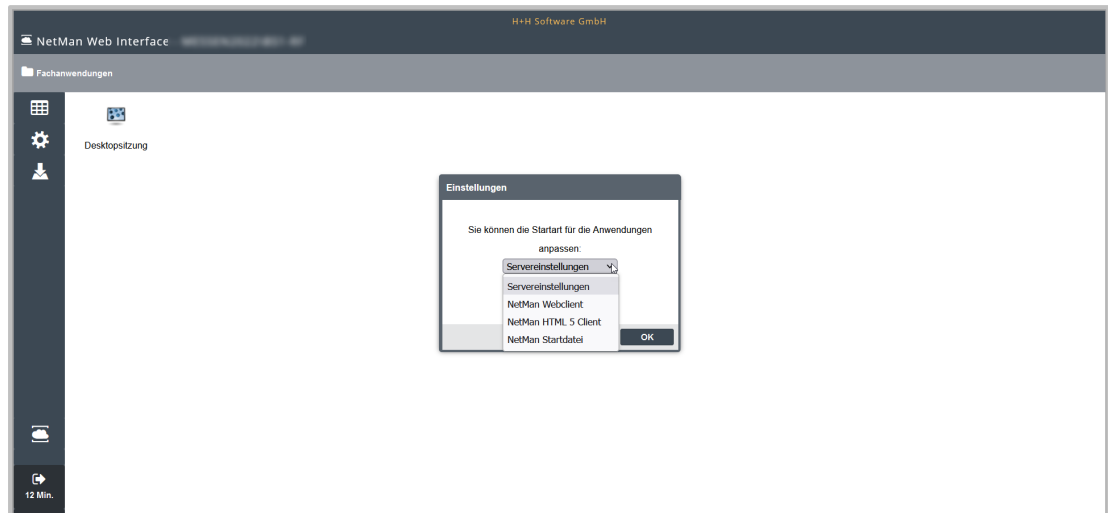 H+H Software GmbH
NetMan Web Interface
Fachanwendungen
Desktopsitzung
Einstellungen
Sie können die Startart für die Anwendungen
anpassen:
Servereinstellungen
Servereinstellungen
NetMan Webclient
NetMan HTML 5 Client
NetMan Startdatei
OK
12 Min.